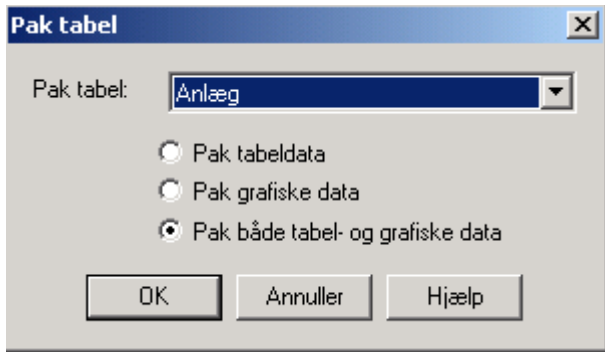 Pak tabel
Pak tabel: Anlæg
Pak tabeldata
Pak grafiske data
Pak både tabel- og grafiske data
OK Annuller Hjælp